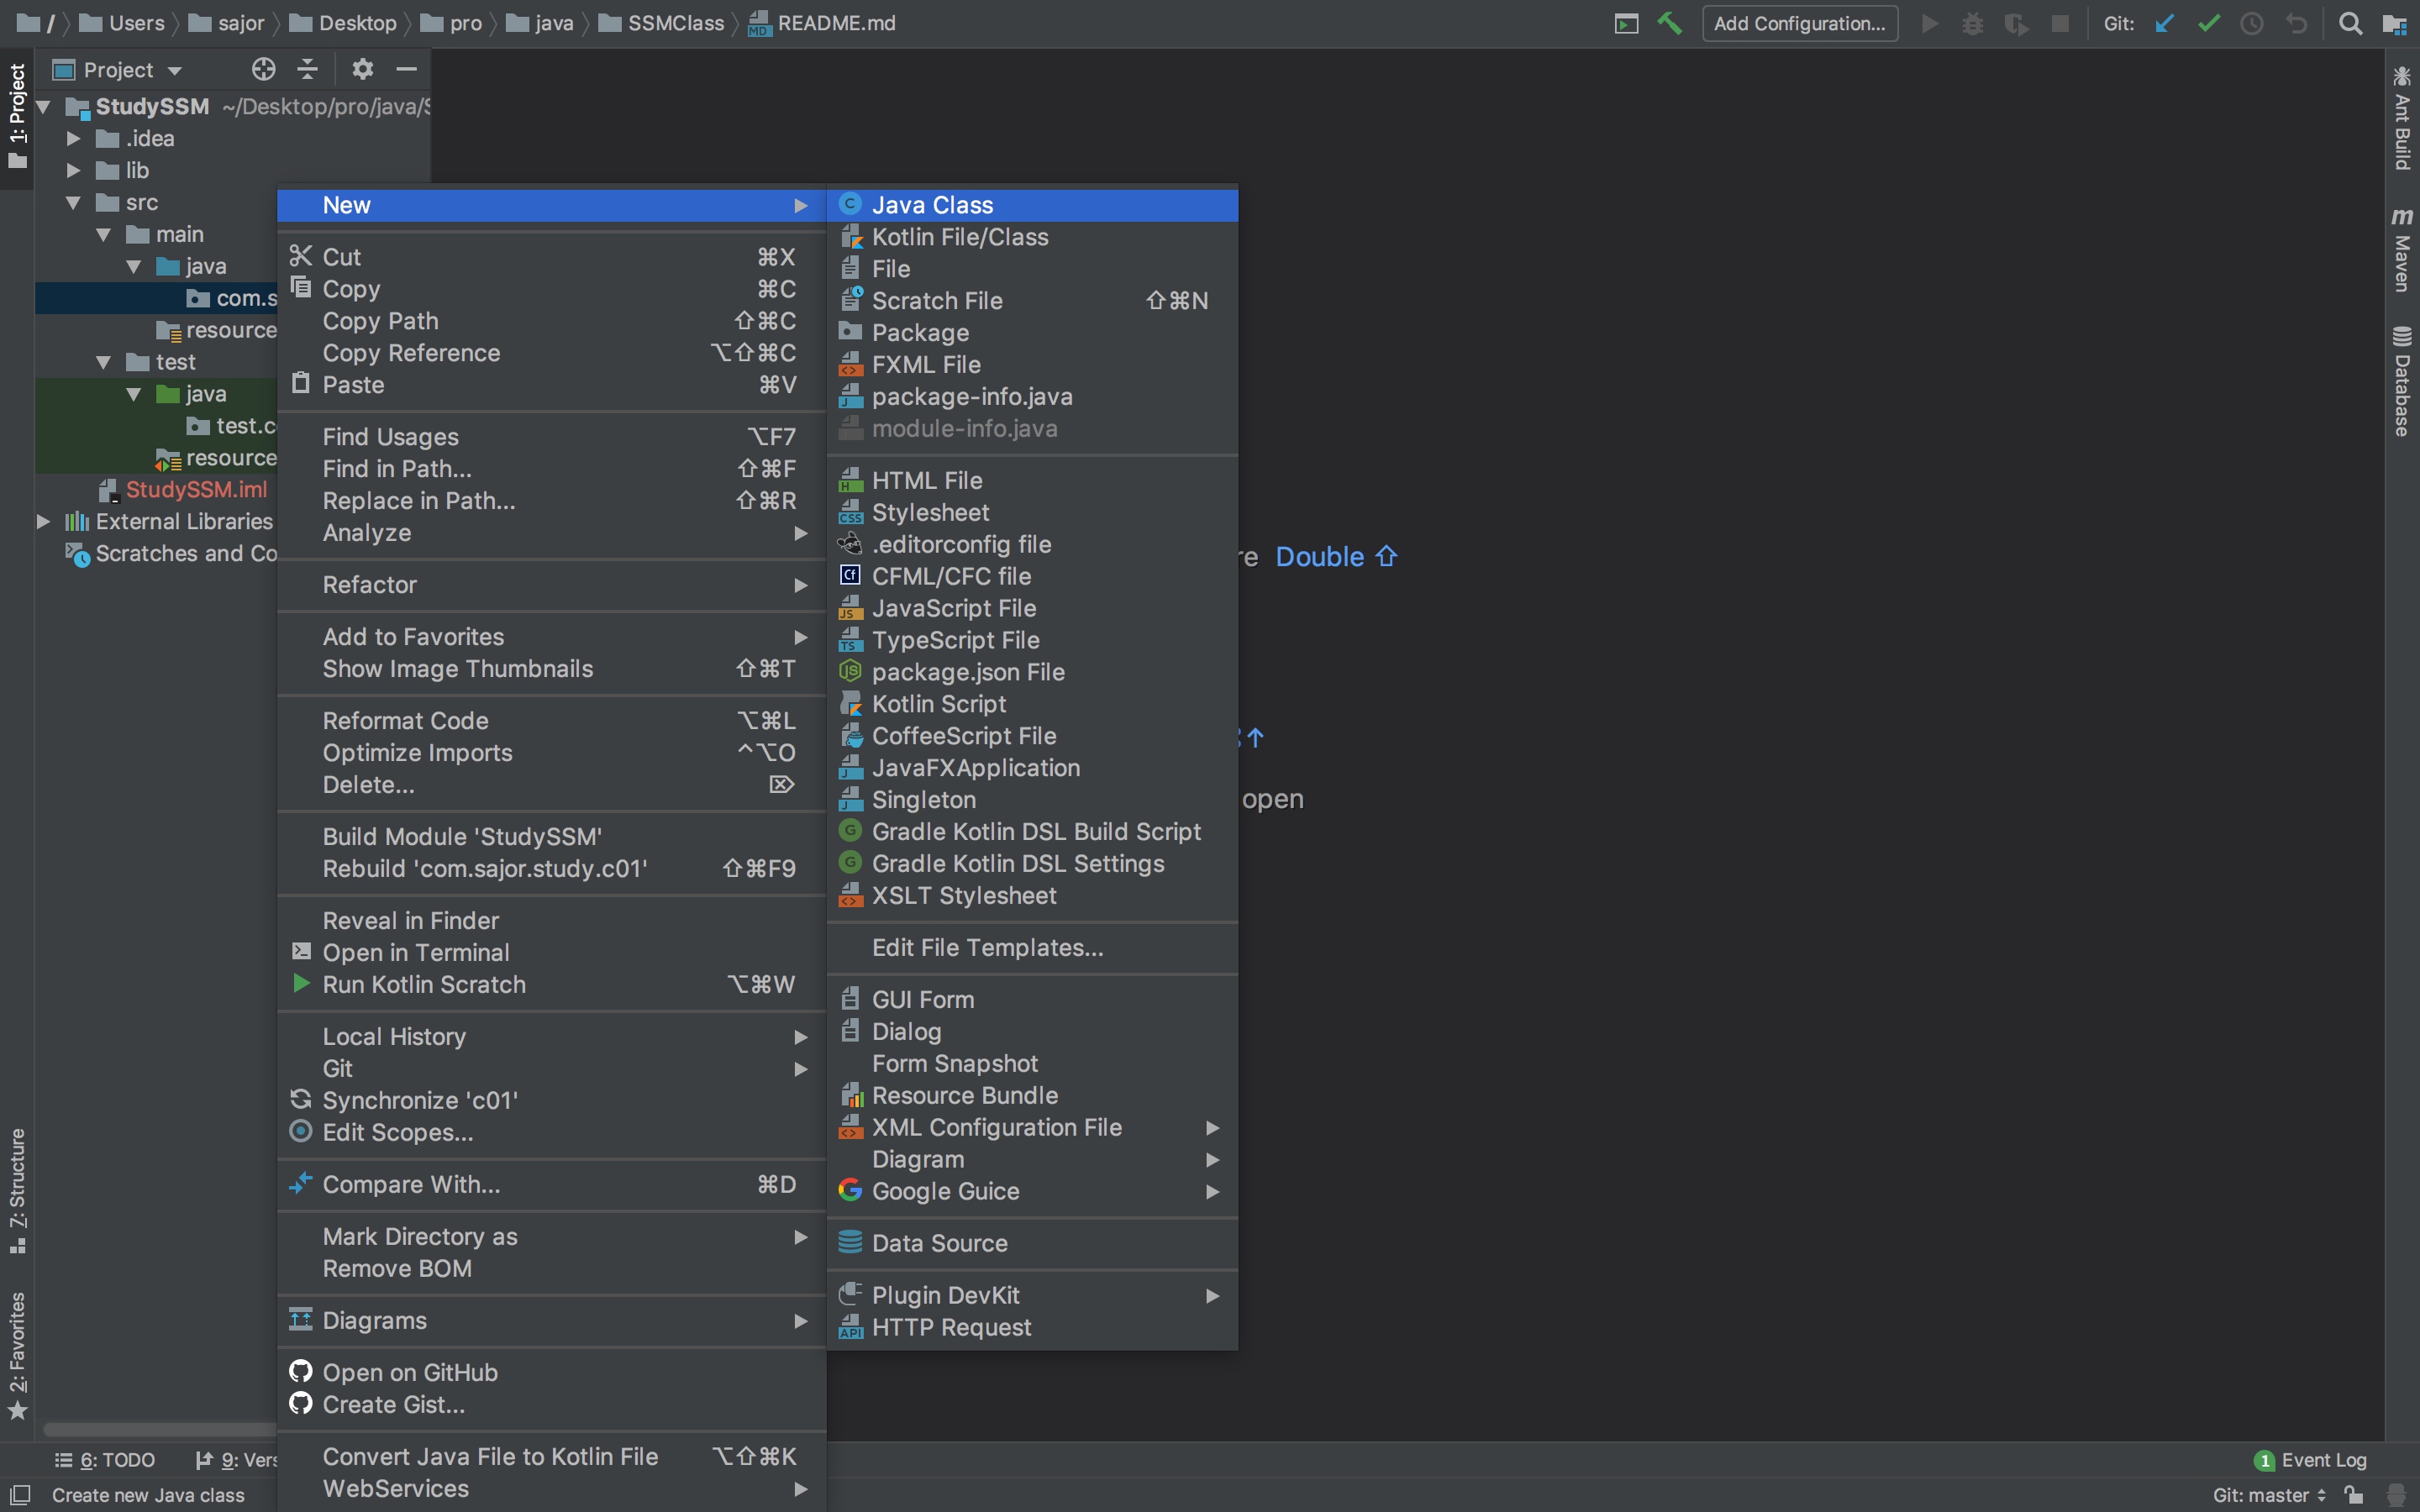 / Users sajor Desktop pro java SSMClass README.md
Add Configuration... Git:
Project
1: Project
StudySSM ~/Desktop/pro/java/
.idea
lib
src
main
java
com.s
resource
test
java
test.c
resource
StudySSM.iml
External Libraries
Scratches and Co
7: Structure
2: Favorites
New
Cut ⌘X
Copy ⌘C
Copy Path ⇧⌘C
Copy Reference ⌥⇧⌘C
Paste ⌘V
Find Usages ⌥F7
Find in Path... ⇧⌘F
Replace in Path... ⇧⌘R
Analyze
Refactor
Add to Favorites
Show Image Thumbnails ⇧⌘T
Reformat Code ⌥⌘L
Optimize Imports ^⌥O
Delete... ⌦
Build Module 'StudySSM'
Rebuild 'com.sajor.study.c01' ⇧⌘F9
Reveal in Finder
Open in Terminal
Run Kotlin Scratch ⌥⌘W
Local History
Git
Synchronize 'c01'
Edit Scopes...
Compare With... ⌘D
Mark Directory as
Remove BOM
Diagrams
Open on GitHub
Create Gist...
Convert Java File to Kotlin File ⌥⇧⌘K
WebServices
Java Class
Kotlin File/Class
File
Scratch File ⇧⌘N
Package
FXML File
package-info.java
module-info.java
HTML File
Stylesheet
.editorconfig file
CFML/CFC file
JavaScript File
TypeScript File
package.json File
Kotlin Script
CoffeeScript File
JavaFXApplication
Singleton
Gradle Kotlin DSL Build Script
Gradle Kotlin DSL Settings
XSLT Stylesheet
Edit File Templates...
GUI Form
Dialog
Form Snapshot
Resource Bundle
XML Configuration File
Diagram
Google Guice
Data Source
Plugin DevKit
HTTP Request
re Double ⇧
↑
open
Ant Build
Maven
Database
6: TODO 9: Vers
1 Event Log
Create new Java class
Git: master